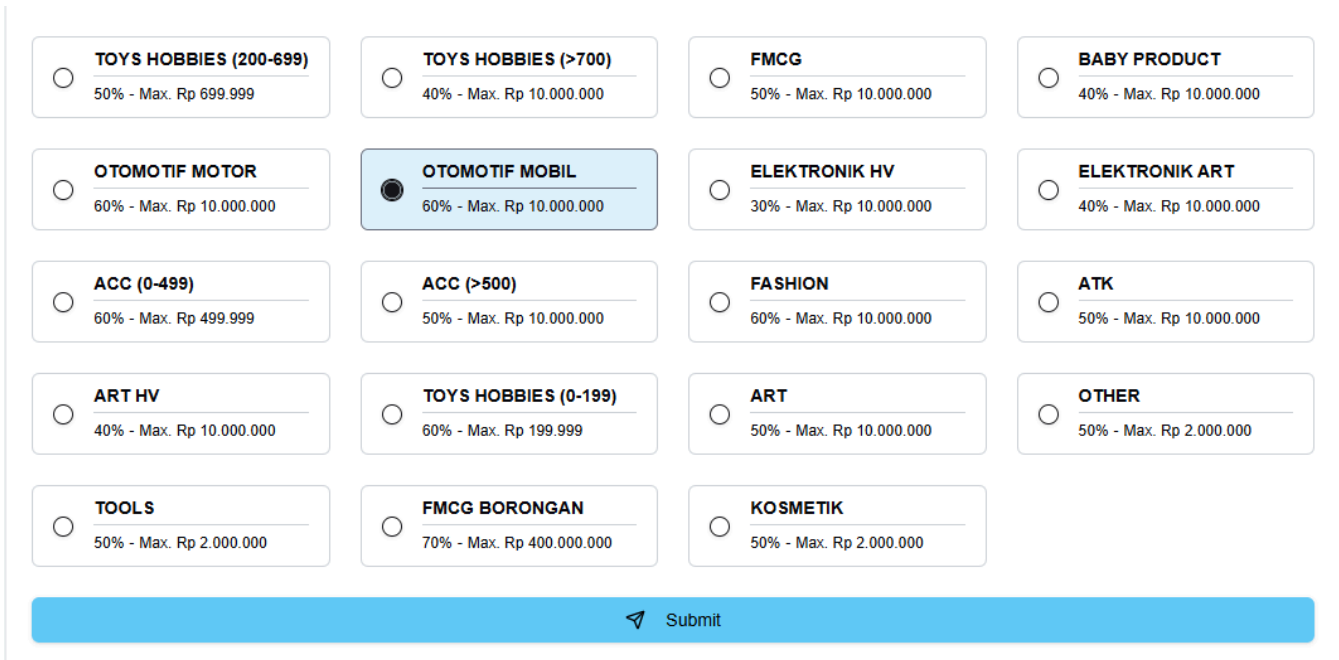 TOYS HOBBIES (200-699)
50% - Max. Rp 699.999
TOYS HOBBIES (>700)
40% - Max. Rp 10.000.000
FMCG
50% - Max. Rp 10.000.000
BABY PRODUCT
40% - Max. Rp 10.000.000
OTOMOTIF MOTOR
60% - Max. Rp 10.000.000
OTOMOTIF MOBIL
60% - Max. Rp 10.000.000
ELEKTRONIK HV
30% - Max. Rp 10.000.000
ELEKTRONIK ART
40% - Max. Rp 10.000.000
ACC (0-499)
60% - Max. Rp 499.999
ACC (>500)
50% - Max. Rp 10.000.000
FASHION
60% - Max. Rp 10.000.000
ATK
50% - Max. Rp 10.000.000
ART HV
40% - Max. Rp 10.000.000
TOYS HOBBIES (0-199)
60% - Max. Rp 199.999
ART
50% - Max. Rp 10.000.000
OTHER
50% - Max. Rp 2.000.000
TOOLS
50% - Max. Rp 2.000.000
FMCG BORONGAN
70% - Max. Rp 400.000.000
KOSMETIK
50% - Max. Rp 2.000.000
Submit